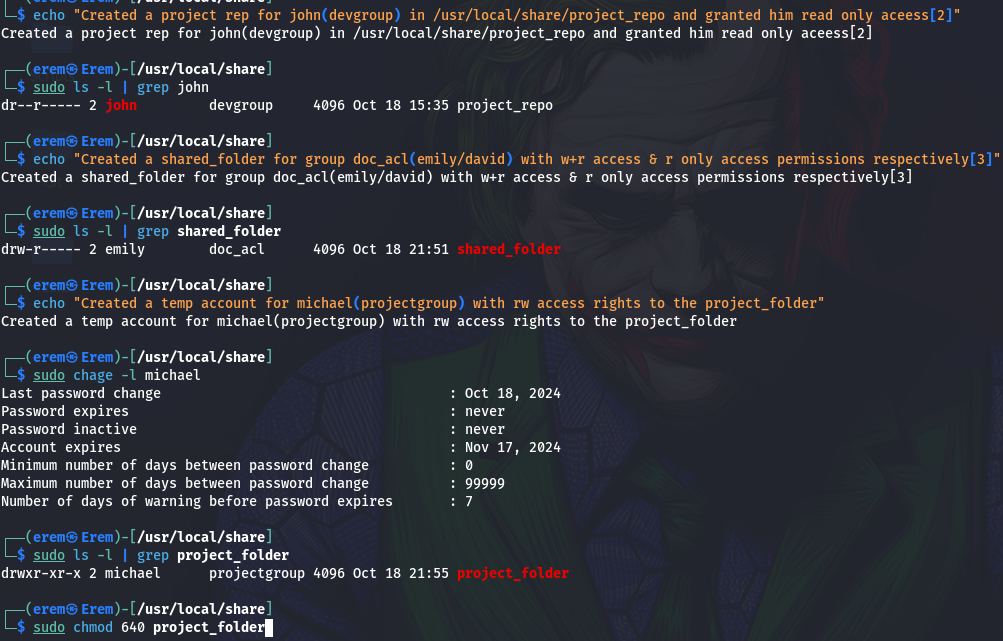 └─$ echo "Created a project rep for john(devgroup) in /usr/local/share/project_repo and granted him read only aceess[2]"
Created a project rep for john(devgroup) in /usr/local/share/project_repo and granted him read only aceess[2]
┌──(erem㉿Erem)-[/usr/local/share]
└─$ sudo ls -l | grep john
dr--r----- 2 john         devgroup     4096 Oct 18 15:35 project_repo
┌──(erem㉿Erem)-[/usr/local/share]
└─$ echo "Created a shared_folder for group doc_acl(emily/david) with w+r access & r only access permissions respectively[3]"
Created a shared_folder for group doc_acl(emily/david) with w+r access & r only access permissions respectively[3]
┌──(erem㉿Erem)-[/usr/local/share]
└─$ sudo ls -l | grep shared_folder
drw-r----- 2 emily        doc_acl      4096 Oct 18 21:51 shared_folder
┌──(erem㉿Erem)-[/usr/local/share]
└─$ echo "Created a temp account for michael(projectgroup) with rw access rights to the project_folder"
Created a temp account for michael(projectgroup) with rw access rights to the project_folder
┌──(erem㉿Erem)-[/usr/local/share]
└─$ sudo chage -l michael
Last password change                                    : Oct 18, 2024
Password expires                                        : never
Password inactive                                       : never
Account expires                                         : Nov 17, 2024
Minimum number of days between password change          : 0
Maximum number of days between password change          : 99999
Number of days of warning before password expires       : 7
┌──(erem㉿Erem)-[/usr/local/share]
└─$ sudo ls -l | grep project_folder
drwxr-xr-x 2 michael      projectgroup 4096 Oct 18 21:55 project_folder
┌──(erem㉿Erem)-[/usr/local/share]
└─$ sudo chmod 640 project_folder